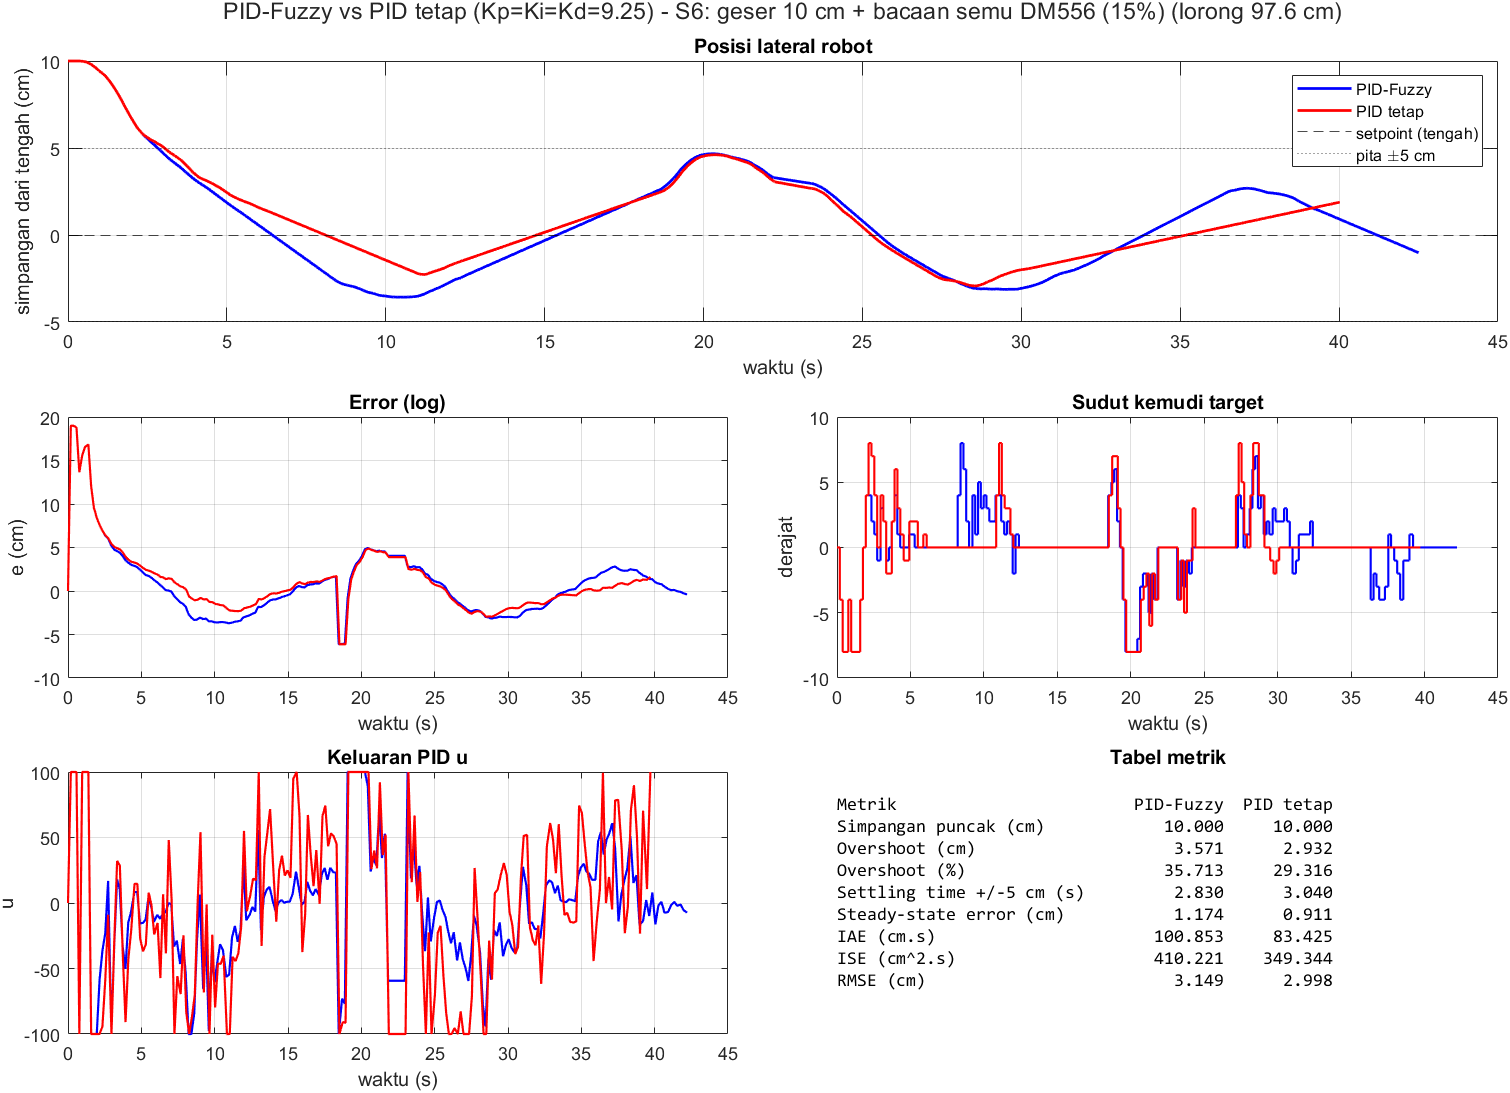 PID-Fuzzy vs PID tetap (Kp=Ki=Kd=9.25) - S6: geser 10 cm + bacaan semu DM556 (15%) (lorong 97.6 cm)
Posisi lateral robot
simpangan dari tengah (cm)
10
5
0
-5
PID-Fuzzy
PID tetap
setpoint (tengah)
pita ±5 cm
0 5 10 15 20 25 30 35 40 45
waktu (s)
Error (log)
e (cm)
20
15
10
5
0
-5
-10
0 5 10 15 20 25 30 35 40 45
waktu (s)
Sudut kemudi target
derajat
10
5
0
-5
-10
0 5 10 15 20 25 30 35 40 45
waktu (s)
Keluaran PID u
u
100
50
0
-50
-100
0 5 10 15 20 25 30 35 40 45
waktu (s)
Tabel metrik
Metrik PID-Fuzzy PID tetap
Simpangan puncak (cm) 10.000 10.000
Overshoot (cm) 3.571 2.932
Overshoot (%) 35.713 29.316
Settling time +/-5 cm (s) 2.830 3.040
Steady-state error (cm) 1.174 0.911
IAE (cm.s) 100.853 83.425
ISE (cm^2.s) 410.221 349.344
RMSE (cm) 3.149 2.998